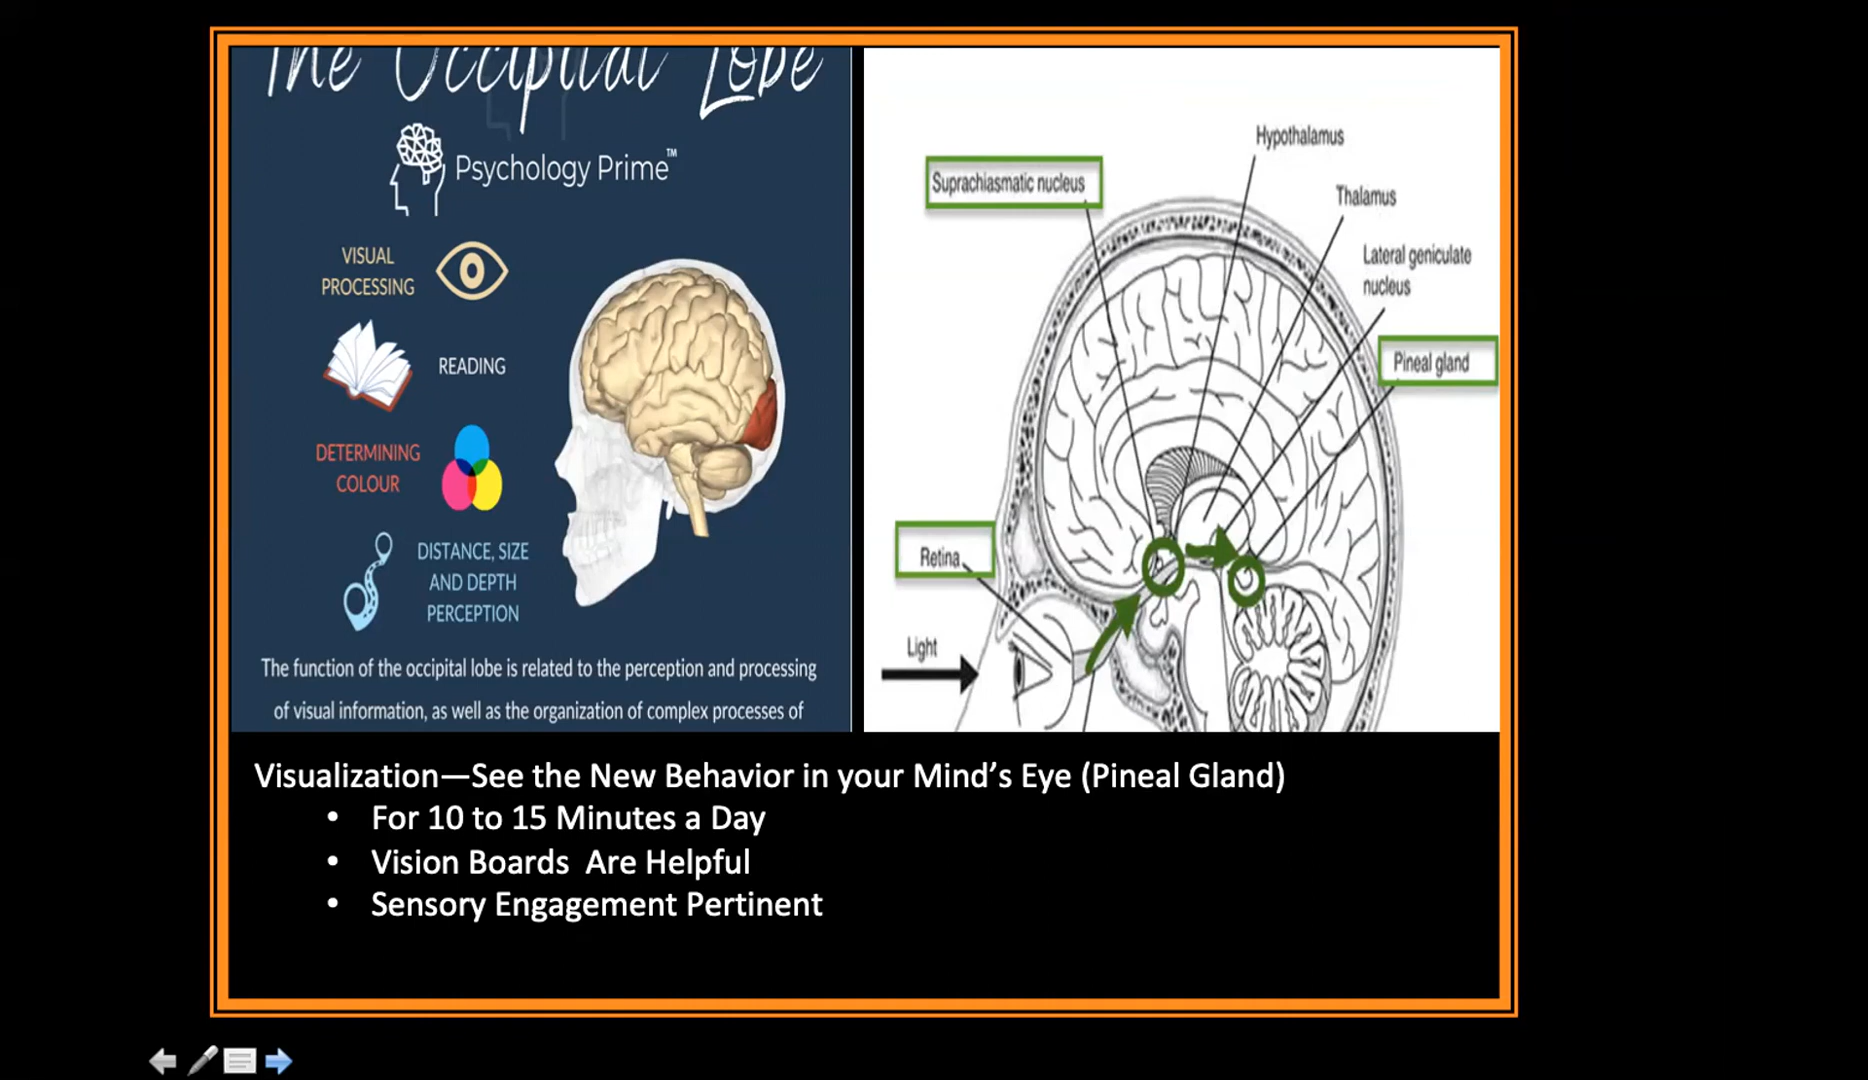 The Occipital Lobe
Psychology Prime™
VISUAL
PROCESSING
READING
DETERMINING
COLOUR
DISTANCE, SIZE
AND DEPTH
PERCEPTION
The function of the occipital lobe is related to the perception and processing
of visual information, as well as the organization of complex processes of
Hypothalamus
Suprachiasmatic nucleus
Thalamus
Lateral geniculate
nucleus
Pineal gland
Retina
Light
Visualization—See the New Behavior in your Mind's Eye (Pineal Gland)
• For 10 to 15 Minutes a Day
• Vision Boards  Are Helpful
• Sensory Engagement Pertinent